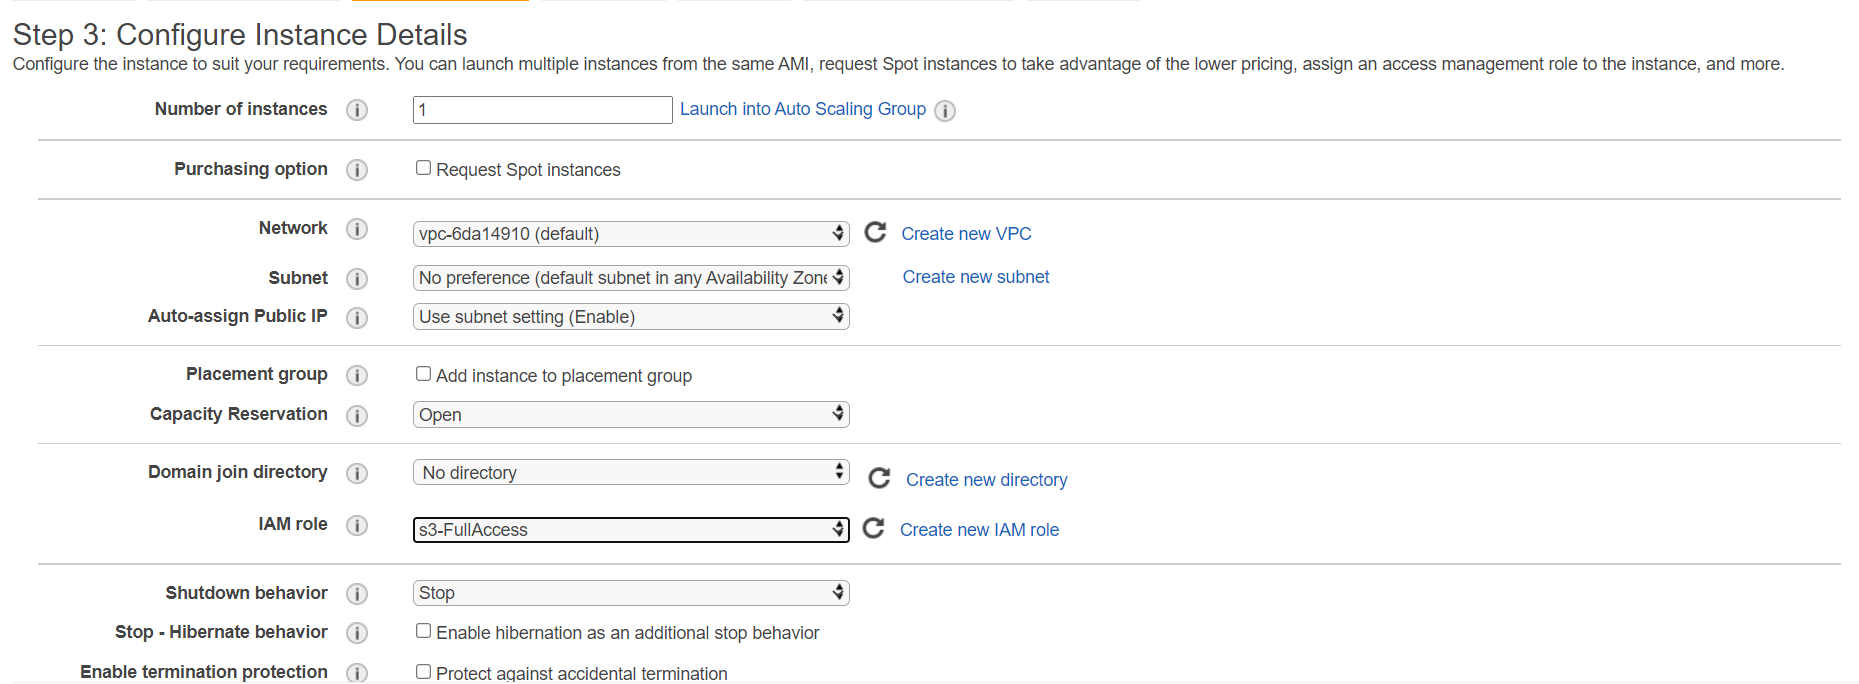 Step 3: Configure Instance Details
Configure the instance to suit your requirements. You can launch multiple instances from the same AMI, request Spot instances to take advantage of the lower pricing, assign an access management role to the instance, and more.
Number of instances 1 Launch into Auto Scaling Group
Purchasing option Request Spot instances
Network vpc-6da14910 (default) Create new VPC
Subnet No preference (default subnet in any Availability Zone Create new subnet
Auto-assign Public IP Use subnet setting (Enable)
Placement group Add instance to placement group
Capacity Reservation Open
Domain join directory No directory Create new directory
IAM role s3-FullAccess Create new IAM role
Shutdown behavior Stop
Stop - Hibernate behavior Enable hibernation as an additional stop behavior
Enable termination protection Protect against accidental termination